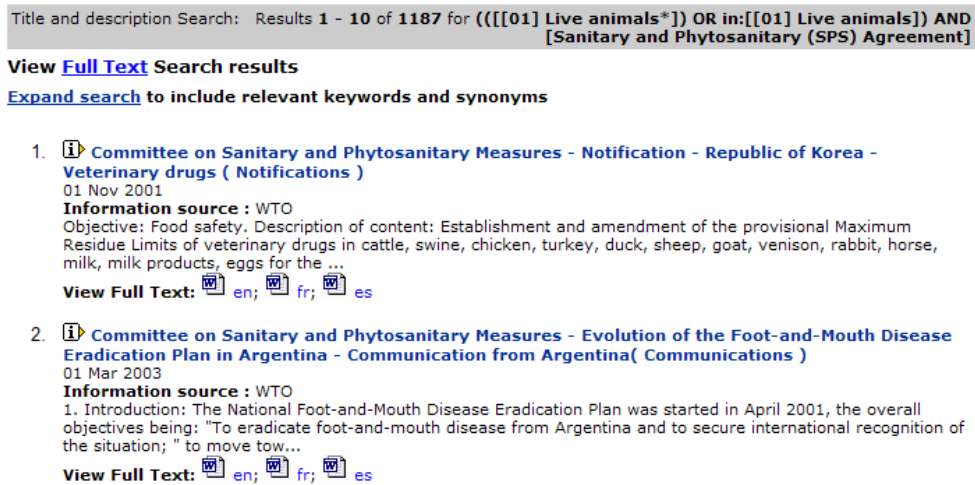 Title and description Search: Results 1 - 10 of 1187 for (([[01] Live animals*]) OR in:[[01] Live animals]) AND
[Sanitary and Phytosanitary (SPS) Agreement]
View Full Text Search results
Expand search to include relevant keywords and synonyms
1. Committee on Sanitary and Phytosanitary Measures - Notification - Republic of Korea -
Veterinary drugs ( Notifications )
01 Nov 2001
Information source : WTO
Objective: Food safety. Description of content: Establishment and amendment of the provisional Maximum
Residue Limits of veterinary drugs in cattle, swine, chicken, turkey, duck, sheep, goat, venison, rabbit, horse,
milk, milk products, eggs for the ...
View Full Text: en; fr; es
2. Committee on Sanitary and Phytosanitary Measures - Evolution of the Foot-and-Mouth Disease
Eradication Plan in Argentina - Communication from Argentina( Communications )
01 Mar 2003
Information source : WTO
1. Introduction: The National Foot-and-Mouth Disease Eradication Plan was started in April 2001, the overall
objectives being: "To eradicate foot-and-mouth disease from Argentina and to secure international recognition of
the situation; " to move tow...
View Full Text: en; fr; es